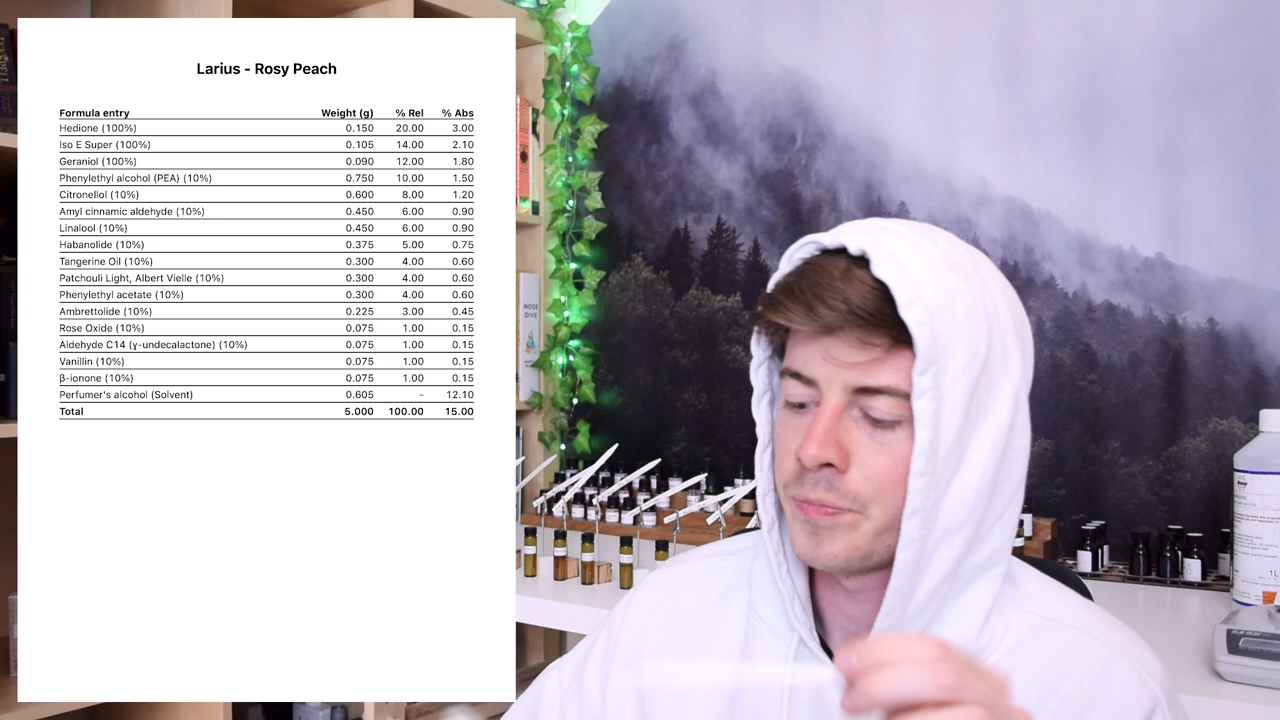 Larius - Rosy Peach
Formula entry Weight (g) % Rel % Abs
Hedione (100%) 0.150 20.00 3.00
Iso E Super (100%) 0.105 14.00 2.10
Geraniol (100%) 0.090 12.00 1.80
Phenylethyl alcohol (PEA) (10%) 0.750 10.00 1.50
Citronellol (10%) 0.600 8.00 1.20
Amyl cinnamic aldehyde (10%) 0.450 6.00 0.90
Linalool (10%) 0.450 6.00 0.90
Habanolide (10%) 0.375 5.00 0.75
Tangerine Oil (10%) 0.300 4.00 0.60
Patchouli Light, Albert Vielle (10%) 0.300 4.00 0.60
Phenylethyl acetate (10%) 0.300 4.00 0.60
Ambrettolide (10%) 0.225 3.00 0.45
Rose Oxide (10%) 0.075 1.00 0.15
Aldehyde C14 (γ-undecalactone) (10%) 0.075 1.00 0.15
Vanillin (10%) 0.075 1.00 0.15
β-ionone (10%) 0.075 1.00 0.15
Perfumer's alcohol (Solvent) 0.605 - 12.10
Total 5.000 100.00 15.00
NOSE
DIVE
1L